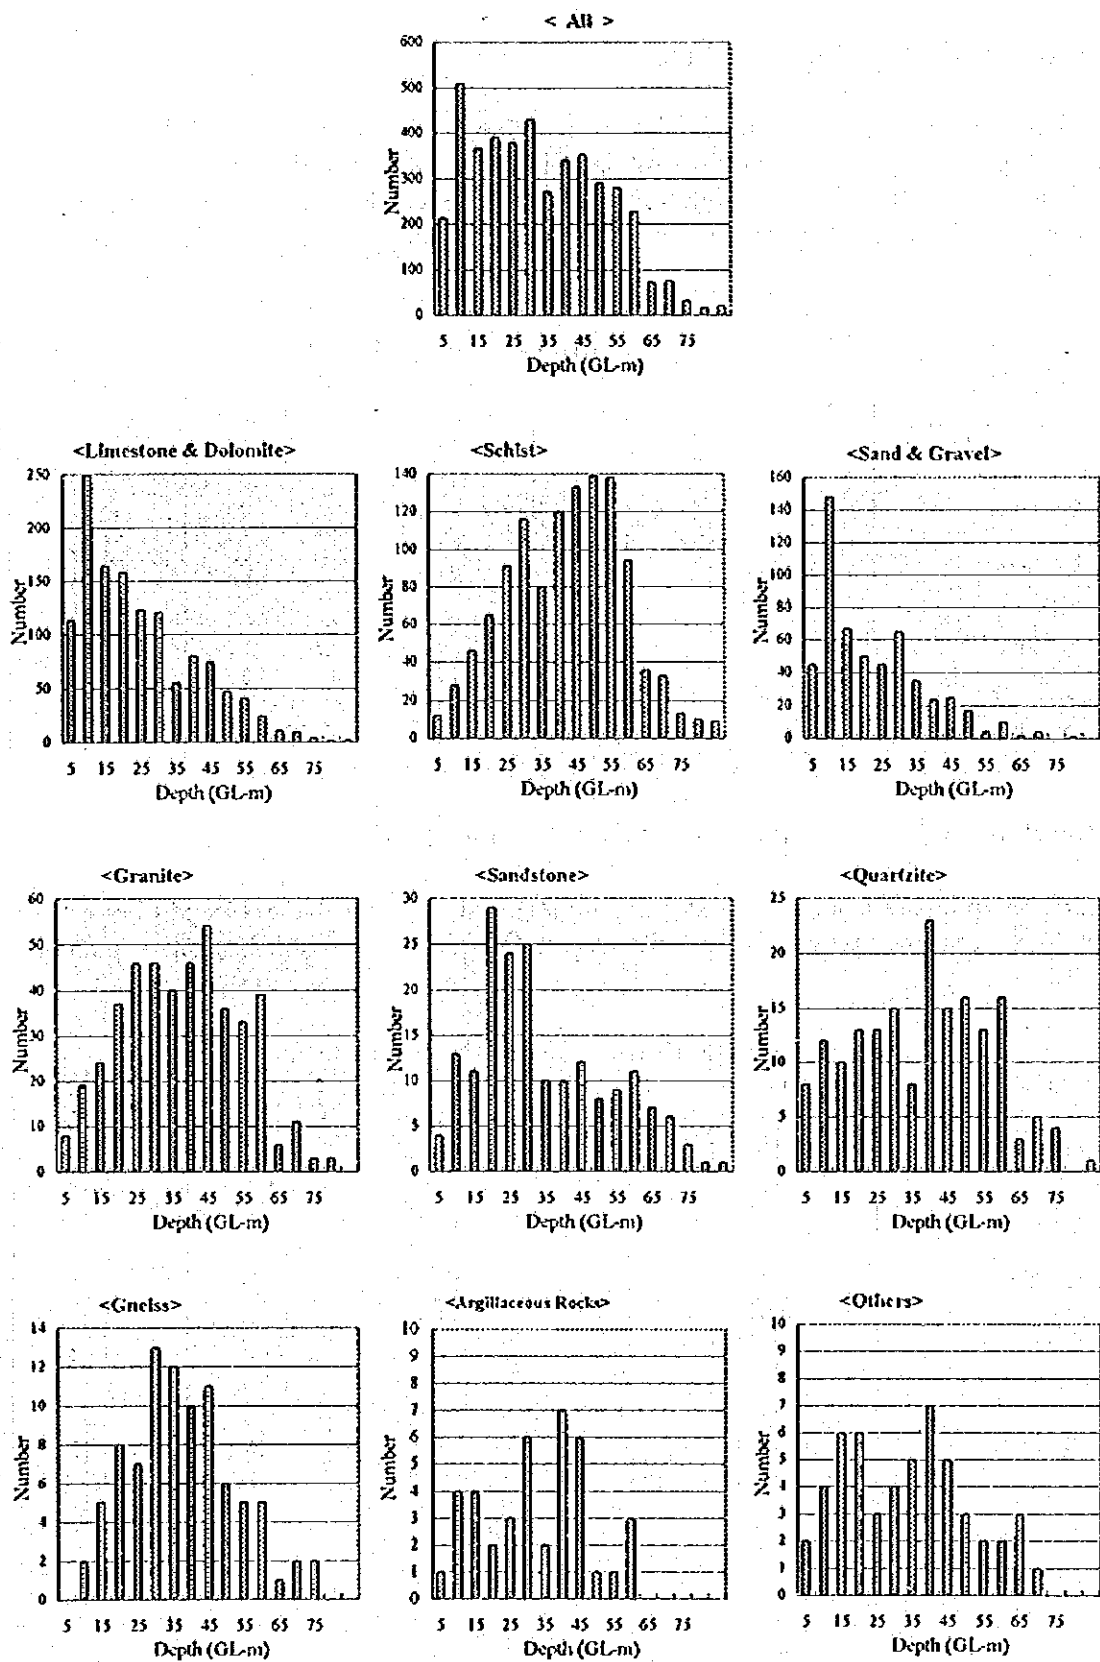 < All >
600
500
400
300
200
100
0
Number
5 15 25 35 45 55 65 75
Depth (GL-m)
<Limestone & Dolomite>
250
200
150
100
50
0
Number
5 15 25 35 45 55 65 75
Depth (GL-m)
<Schist>
140
120
100
80
60
40
20
0
Number
5 15 25 35 45 55 65 75
Depth (GL-m)
<Sand & Gravel>
160
140
120
100
80
60
40
20
0
Number
5 15 25 35 45 55 65 75
Depth (GL-m)
<Granite>
60
50
40
30
20
10
0
Number
5 15 25 35 45 55 65 75
Depth (GL-m)
<Sandstone>
30
25
20
15
10
5
0
Number
5 15 25 35 45 55 65 75
Depth (GL-m)
<Quartzite>
25
20
15
10
5
0
Number
5 15 25 35 45 55 65 75
Depth (GL-m)
<Gneiss>
14
12
10
8
6
4
2
0
Number
5 15 25 35 45 55 65 75
Depth (GL-m)
<Argillaceous Rocks>
10
9
8
7
6
5
4
3
2
1
0
Number
5 15 25 35 45 55 65 75
Depth (GL-m)
<Others>
10
9
8
7
6
5
4
3
2
1
0
Number
5 15 25 35 45 55 65 75
Depth (GL-m)